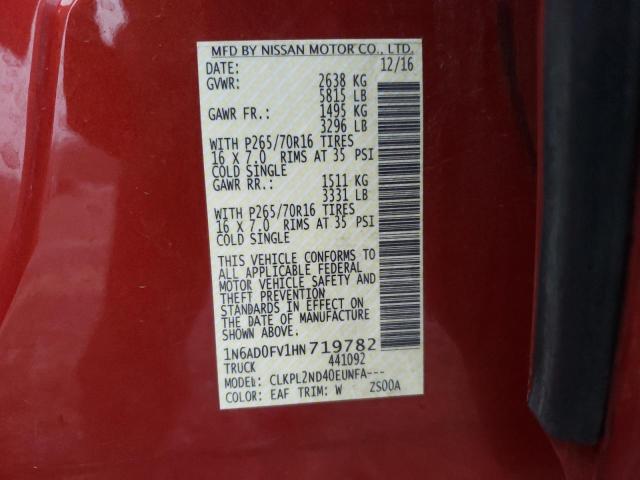 MFD BY NISSAN MOTOR CO., LTD.
DATE: 12/16
GVWR: 2638 KG
5815 LB
GAWR FR.: 1495 KG
3296 LB
WITH P265/70R16 TIRES
16 X 7.0 RIMS AT 35 PSI
COLD SINGLE
GAWR RR.: 1511 KG
3331 LB
WITH P265/70R16 TIRES
16 X 7.0 RIMS AT 35 PSI
COLD SINGLE
THIS VEHICLE CONFORMS TO
ALL APPLICABLE FEDERAL
MOTOR VEHICLE SAFETY AND
THEFT PREVENTION
STANDARDS IN EFFECT ON
THE DATE OF MANUFACTURE
SHOWN ABOVE.
1N6AD0FV1HN719782
TRUCK 441092
MODEL: CLKPL2ND40EUNFA---
COLOR: EAF TRIM: W ZS00A